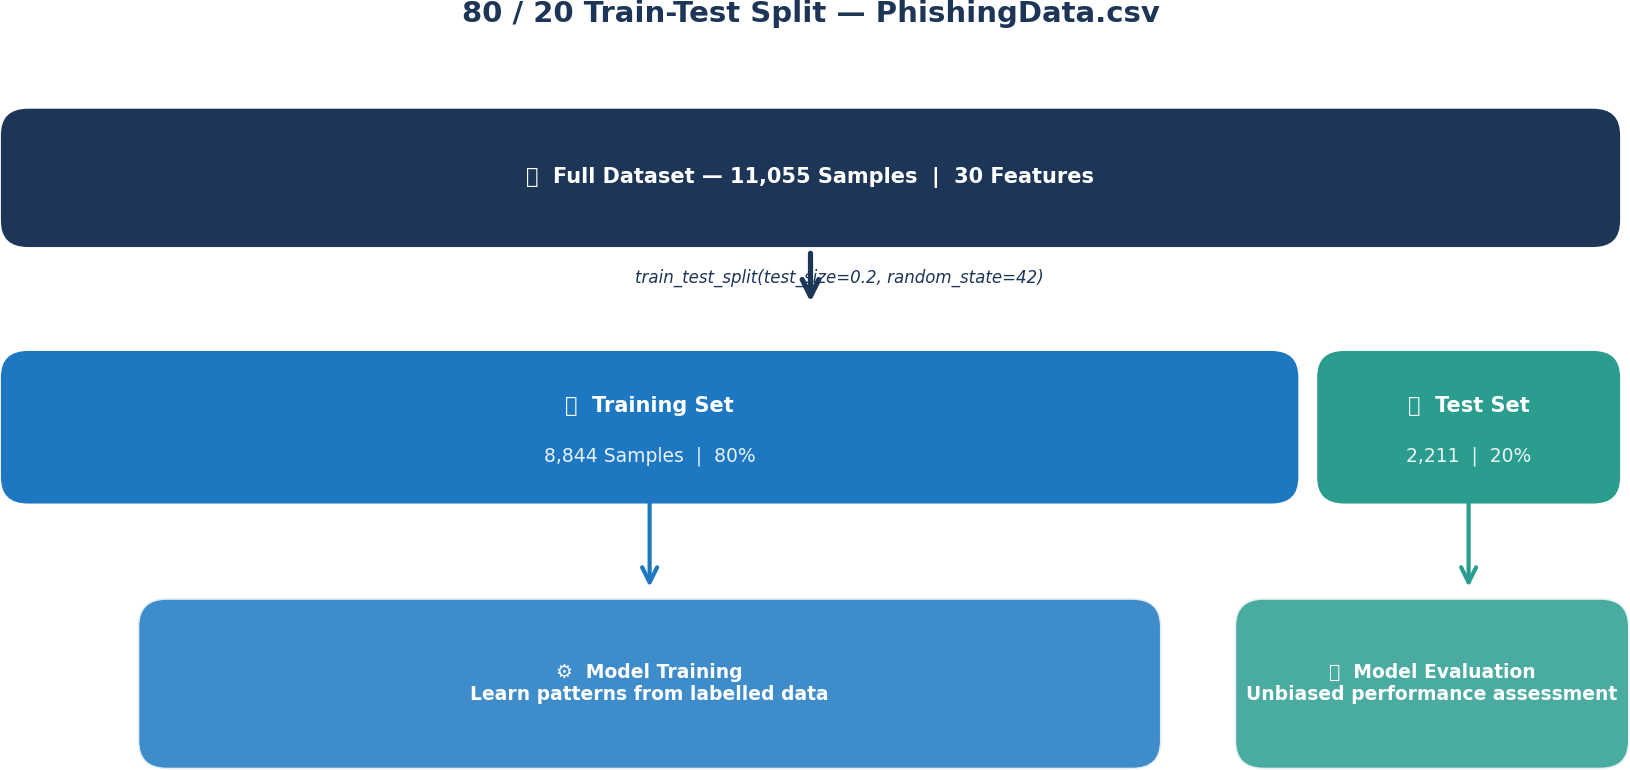 80 / 20 Train-Test Split — PhishingData.csv
Full Dataset — 11,055 Samples | 30 Features
train_test_split(test_size=0.2, random_state=42)
Training Set
8,844 Samples | 80%
Test Set
2,211 | 20%
⚙ Model Training
Learn patterns from labelled data
Model Evaluation
Unbiased performance assessment